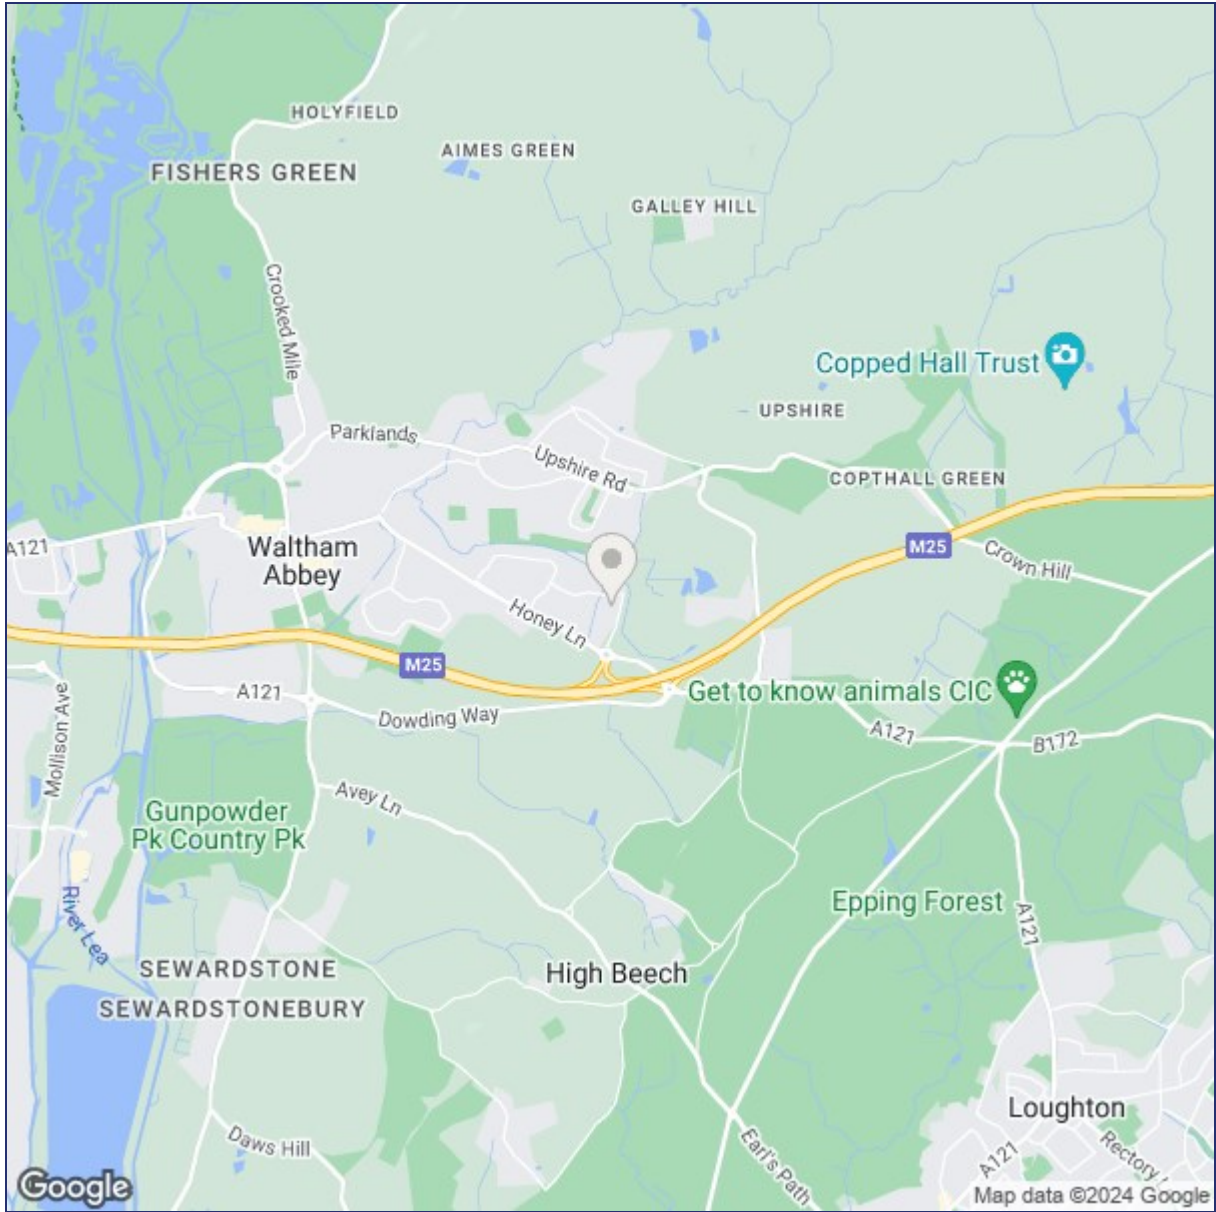 HOLYFIELD
AIMES GREEN
FISHERS GREEN
GALLEY HILL
Crooked Mile
Copped Hall Trust
UPSHIRE
Parklands
Upshire Rd
COPTHALL GREEN
A121
Waltham
Abbey
M25
Crown Hill
Honey Ln
M25
A121
Get to know animals CIC
Mollison Ave
Dowding Way
A121
B172
Avey Ln
Gunpowder
Pk Country Pk
River Lea
Epping Forest
A121
SEWARDSTONE
High Beech
SEWARDSTONEBURY
Loughton
Daws Hill
Earl's Path
A121
Rectory
Google
Map data ©2024 Google